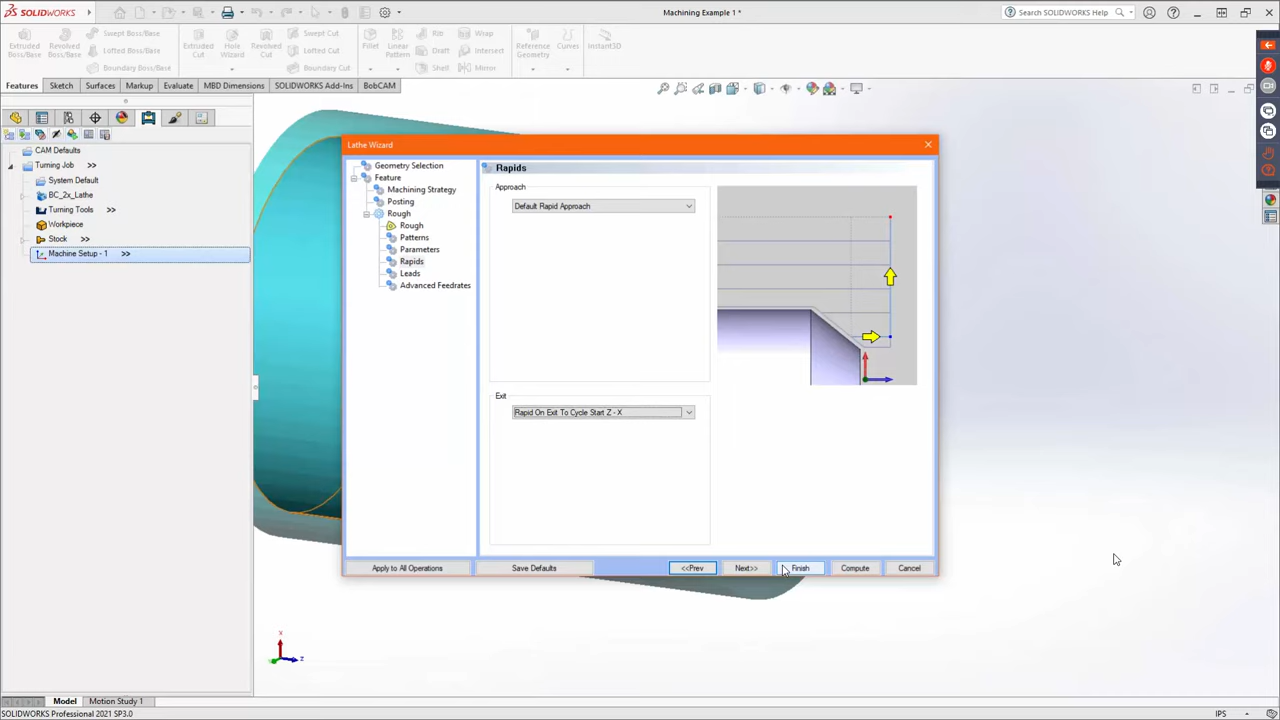 SOLIDWORKS
Machining Example 1 *
Search SOLIDWORKS Help
Extruded Boss/Base
Revolved Boss/Base
Swept Boss/Base
Lofted Boss/Base
Boundary Boss/Base
Extruded Cut
Hole Wizard
Revolved Cut
Swept Cut
Lofted Cut
Boundary Cut
Fillet
Linear Pattern
Rib
Draft
Shell
Wrap
Intersect
Mirror
Reference Geometry
Curves
Instant3D
Features
Sketch
Surfaces
Markup
Evaluate
MBD Dimensions
SOLIDWORKS Add-Ins
BobCAM
CAM Defaults
Turning Job >>
System Default
BC_2x_Lathe
Turning Tools >>
Workpiece
Stock >>
Machine Setup - 1 >>
Lathe Wizard
Geometry Selection
Feature
Machining Strategy
Posting
Rough
Rough
Patterns
Parameters
Rapids
Leads
Advanced Feedrates
Rapids
Approach
Default Rapid Approach
Exit
Rapid On Exit To Cycle Start Z - X
Apply to All Operations
Save Defaults
<<Prev
Next>>
Finish
Compute
Cancel
X
Z
Model
Motion Study 1
SOLIDWORKS Professional 2021 SP3.0
IPS